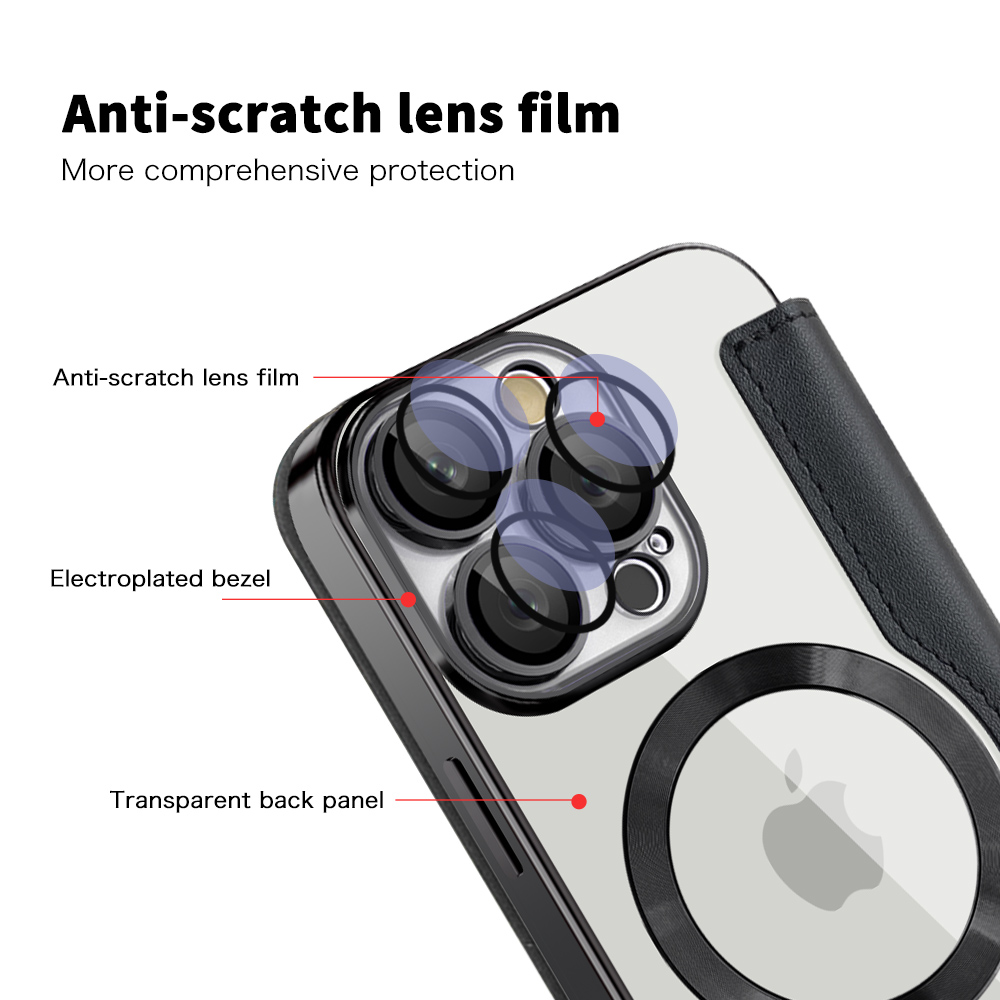 Anti-scratch lens film
More comprehensive protection
Anti-scratch lens film
Electroplated bezel
Transparent back panel